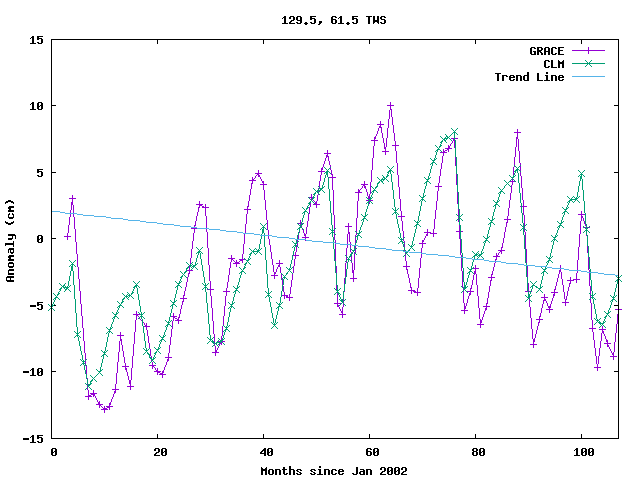 129.5, 61.5 TWS
GRACE
CLM
Trend Line
Anomaly (cm)
15
10
5
0
-5
-10
-15
0 20 40 60 80 100
Months since Jan 2002